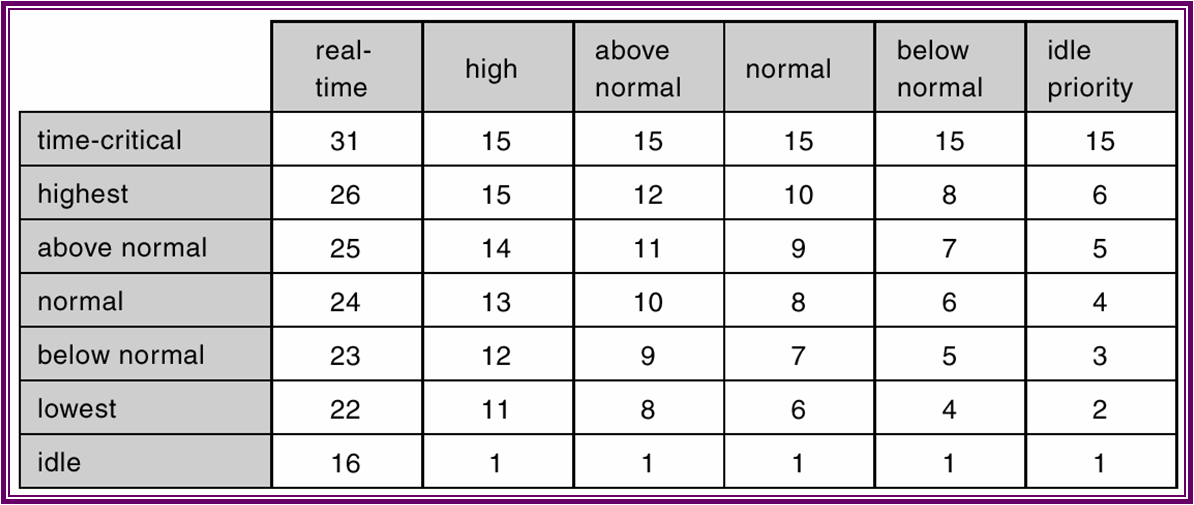 real-time high above normal normal below normal idle priority
time-critical 31 15 15 15 15 15
highest 26 15 12 10 8 6
above normal 25 14 11 9 7 5
normal 24 13 10 8 6 4
below normal 23 12 9 7 5 3
lowest 22 11 8 6 4 2
idle 16 1 1 1 1 1